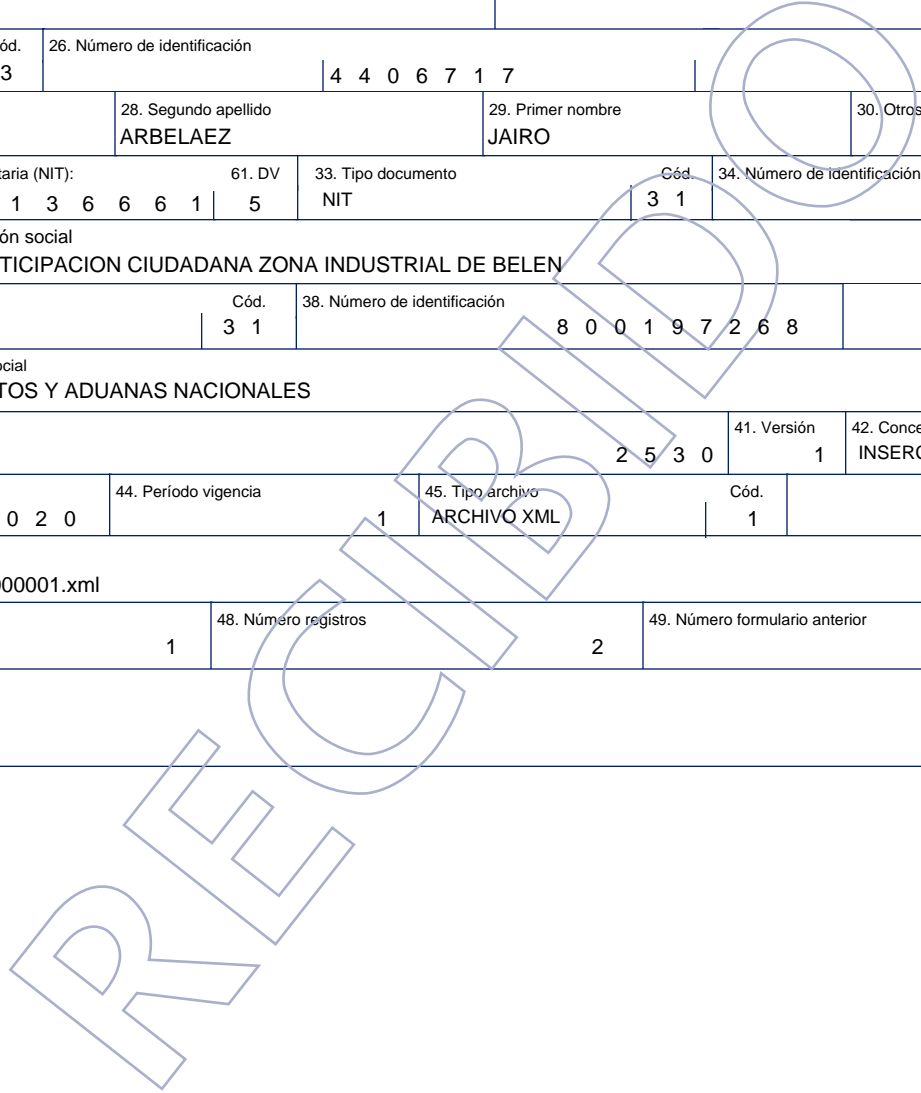 ód. 26. Número de identificación
3 4 4 0 6 7 1 7
28. Segundo apellido 29. Primer nombre 30. Otros
ARBELAEZ JAIRO
taria (NIT): 61. DV 33. Tipo documento Cód. 34. Número de identificación
1 3 6 6 6 1 5 NIT 3 1
ón social
TICIPACION CIUDADANA ZONA INDUSTRIAL DE BELEN
Cód. 38. Número de identificación
3 1 8 0 0 1 9 7 2 6 8
ocial
TOS Y ADUANAS NACIONALES
41. Versión 42. Conce
2 5 3 0 1 INSERC
44. Período vigencia 45. Tipo archivo Cód.
0 2 0 1 ARCHIVO XML 1
000001.xml
48. Número registros 49. Número formulario anterior
1 2
RECIBIDO